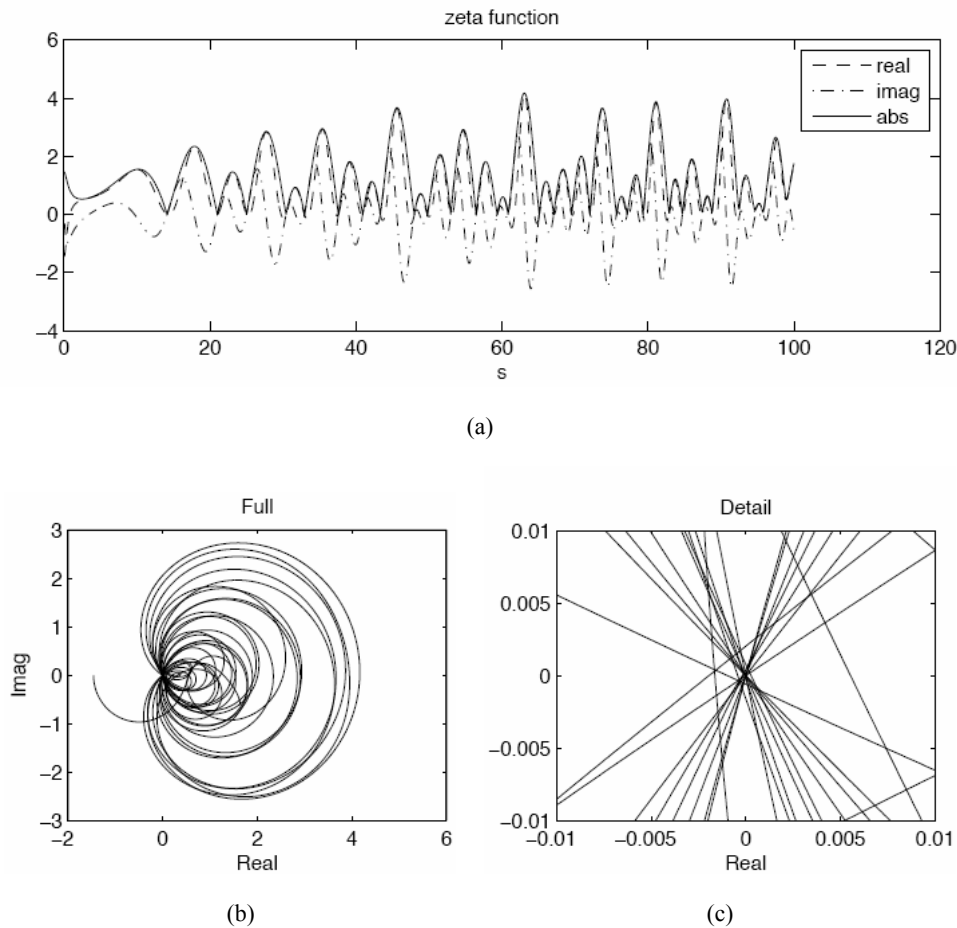 zeta function
6
4
2
0
−2
−4
real
imag
abs
0 20 40 60 80 100 120
s
(a)
Full
3
2
1
0
−1
−2
−3
Imag
−2 0 2 4 6
Real
(b)
Detail
0.01
0.005
0
−0.005
−0.01
−0.01 −0.005 0 0.005 0.01
Real
(c)